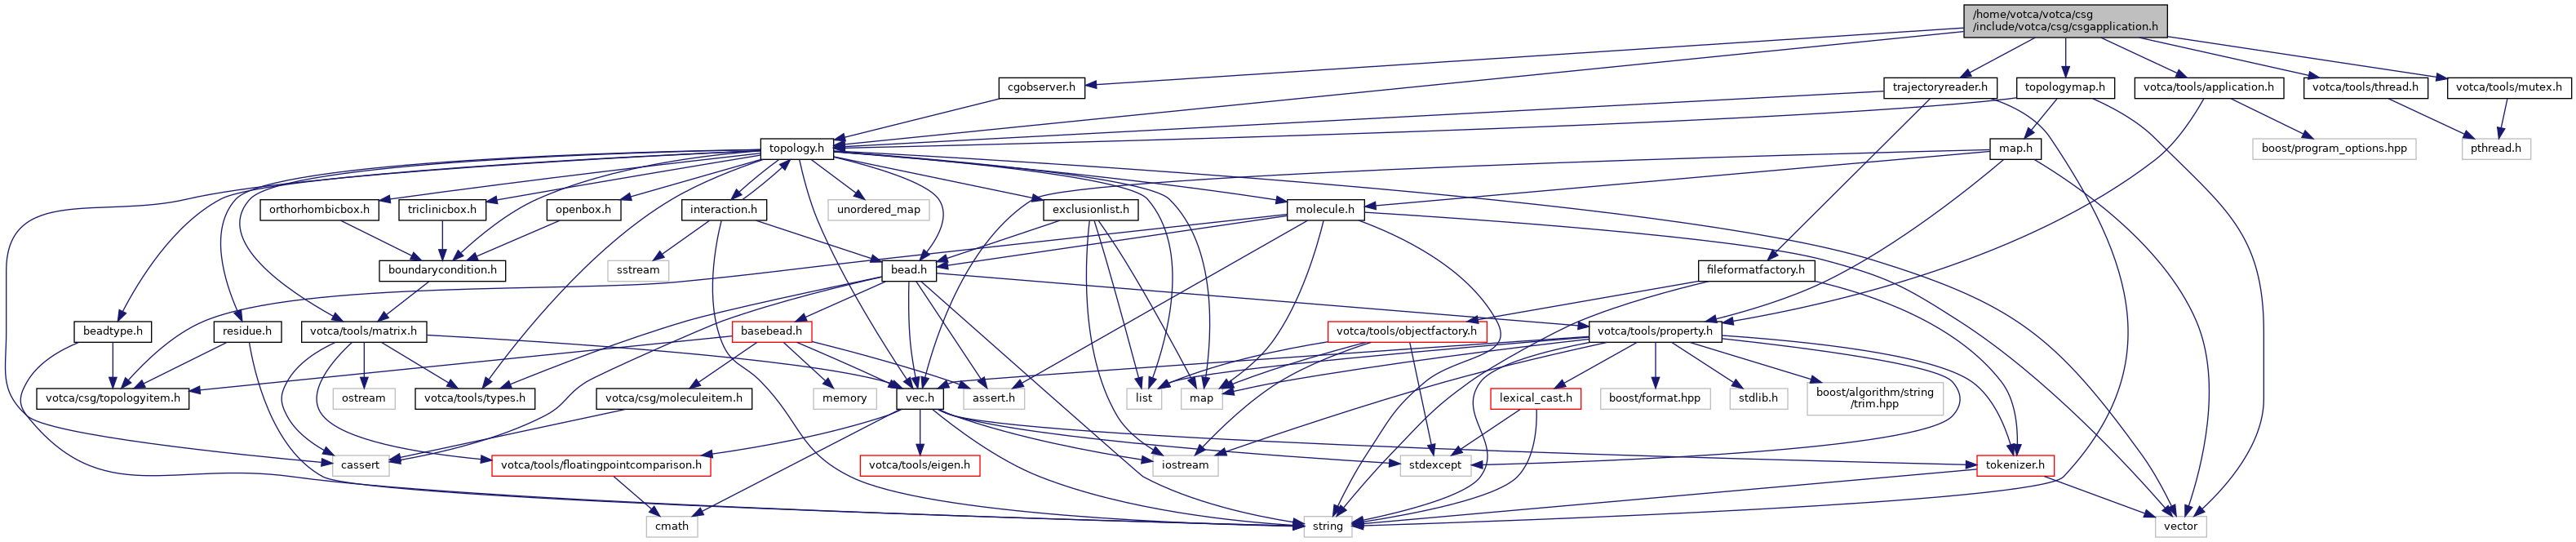 /home/votca/votca/csg
/include/votca/csg/csgapplication.h
cgobserver.h
trajectoryreader.h
topologymap.h
votca/tools/application.h
votca/tools/thread.h
votca/tools/mutex.h
topology.h
map.h
boost/program_options.hpp
pthread.h
orthorhombicbox.h
triclinicbox.h
openbox.h
interaction.h
unordered_map
exclusionlist.h
molecule.h
boundarycondition.h
sstream
bead.h
fileformatfactory.h
beadtype.h
residue.h
votca/tools/matrix.h
basebead.h
votca/tools/objectfactory.h
votca/tools/property.h
votca/csg/topologyitem.h
ostream
votca/tools/types.h
votca/csg/moleculeitem.h
memory
vec.h
assert.h
list
map
lexical_cast.h
boost/format.hpp
stdlib.h
boost/algorithm/string
/trim.hpp
cassert
votca/tools/floatingpointcomparison.h
votca/tools/eigen.h
iostream
stdexcept
tokenizer.h
cmath
string
vector